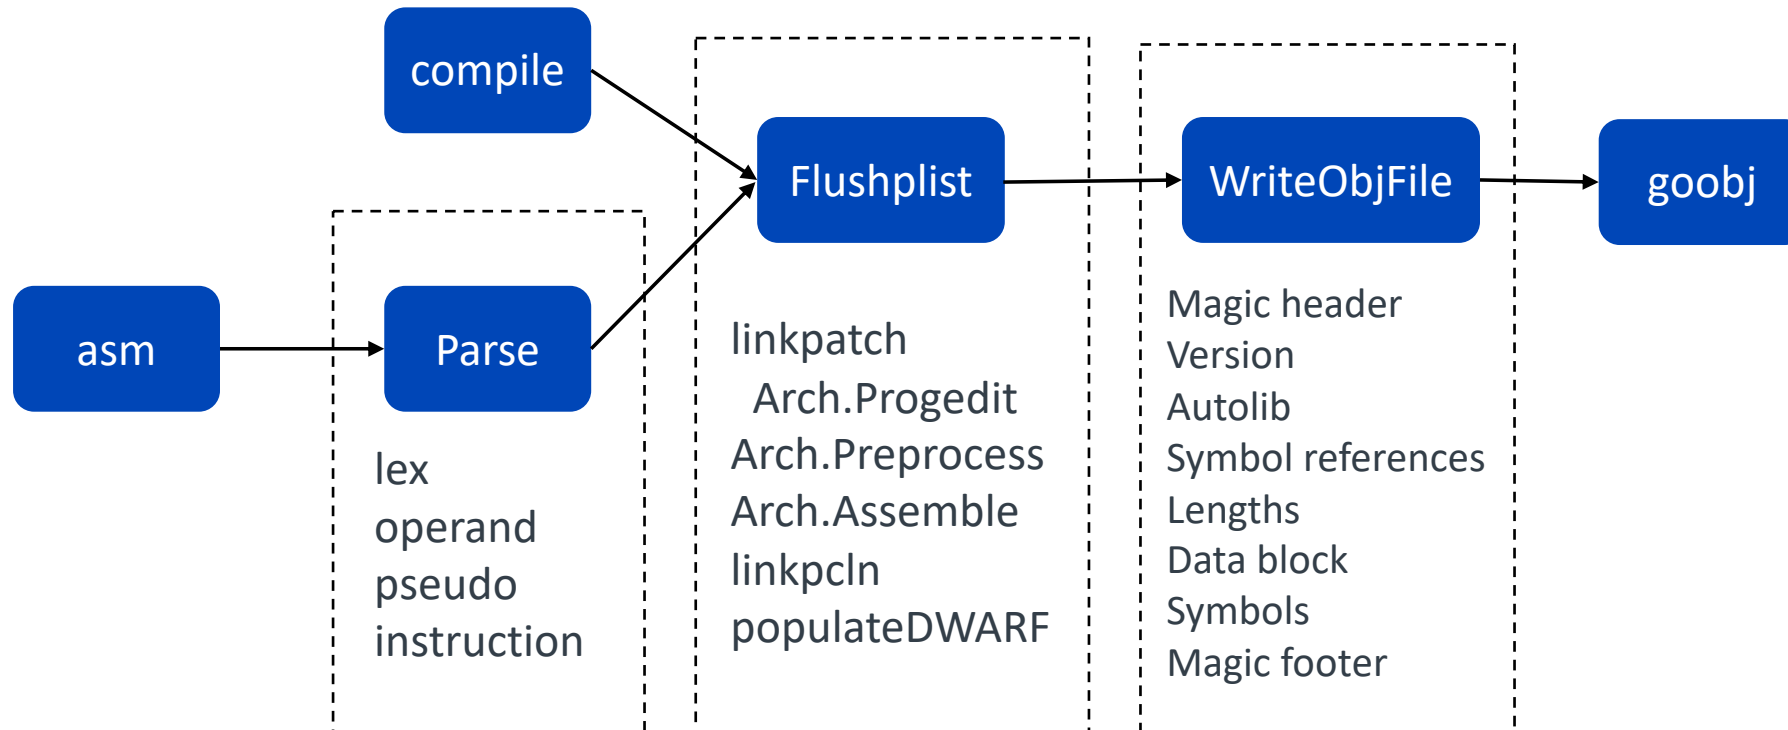 compile
Flushplist
WriteObjFile
goobj
asm
Parse
lex
operand
pseudo
instruction
linkpatch
Arch.Progedit
Arch.Preprocess
Arch.Assemble
linkpcln
populateDWARF
Magic header
Version
Autolib
Symbol references
Lengths
Data block
Symbols
Magic footer